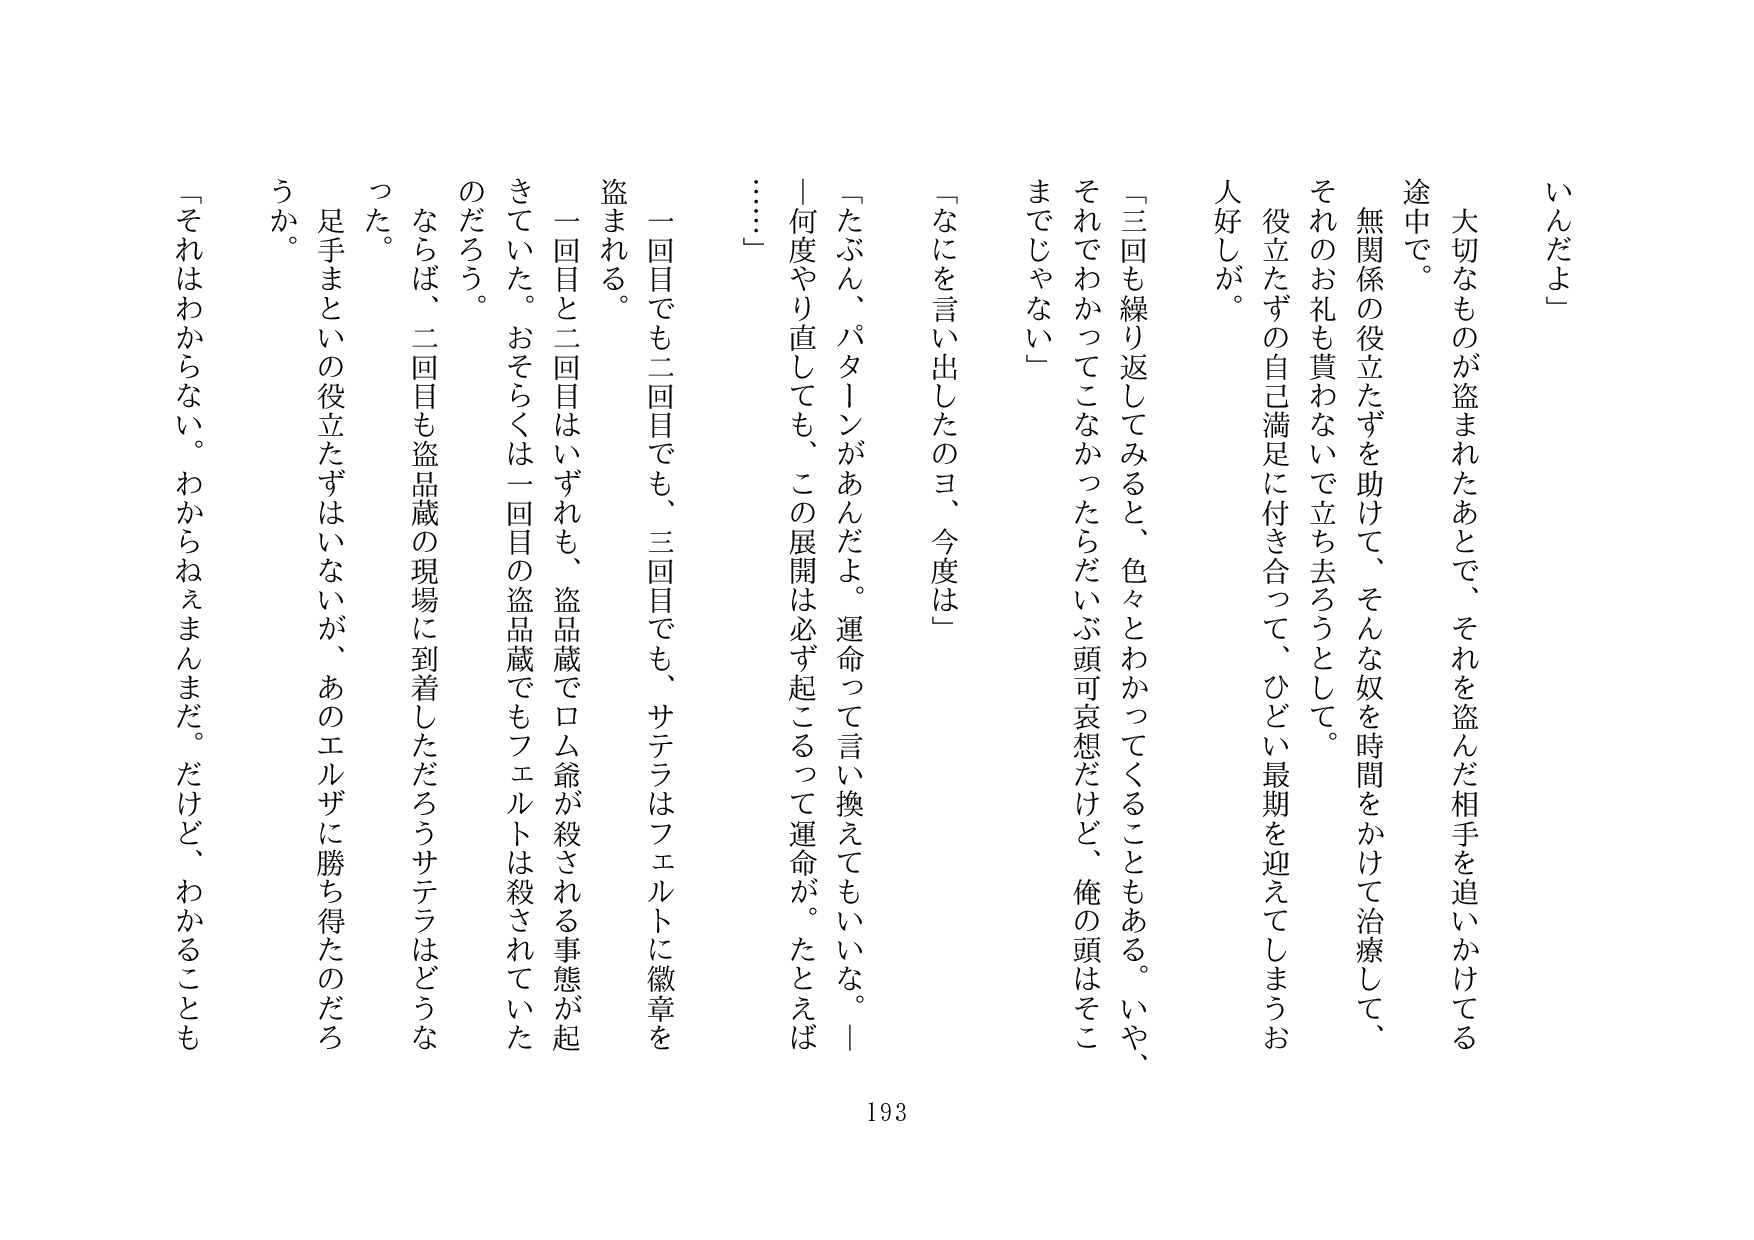 いんだよ」
　大切なものが盗まれたあとで、それを盗んだ相手を追いかけてる
途中で。
　無関係の役立たずを助けて、そんな奴を時間をかけて治療して、
それのお礼も貰わないで立ち去ろうとして。
　役立たずの自己満足に付き合って、ひどい最期を迎えてしまうお
人好しが。
「三回も繰り返してみると、色々とわかってくることもある。いや、
それでわかってこなかったらだいぶ頭可哀想だけど、俺の頭はそこ
までじゃない」
「なにを言い出したのヨ、今度は」
「たぶん、パターンがあんだよ。運命って言い換えてもいいな。―
―何度やり直しても、この展開は必ず起こるって運命が。たとえば
……」
　一回目でも二回目でも、三回目でも、サテラはフェルトに徽章を
盗まれる。
　一回目と二回目はいずれも、盗品蔵でロム爺が殺される事態が起
きていた。おそらくは一回目の盗品蔵でもフェルトは殺されていた
のだろう。
　ならば、二回目も盗品蔵の現場に到着しただろうサテラはどうな
った。
　足手まといの役立たずはいないが、あのエルザに勝ち得たのだろ
うか。
「それはわからない。わからねぇまんまだ。だけど、わかることも
193